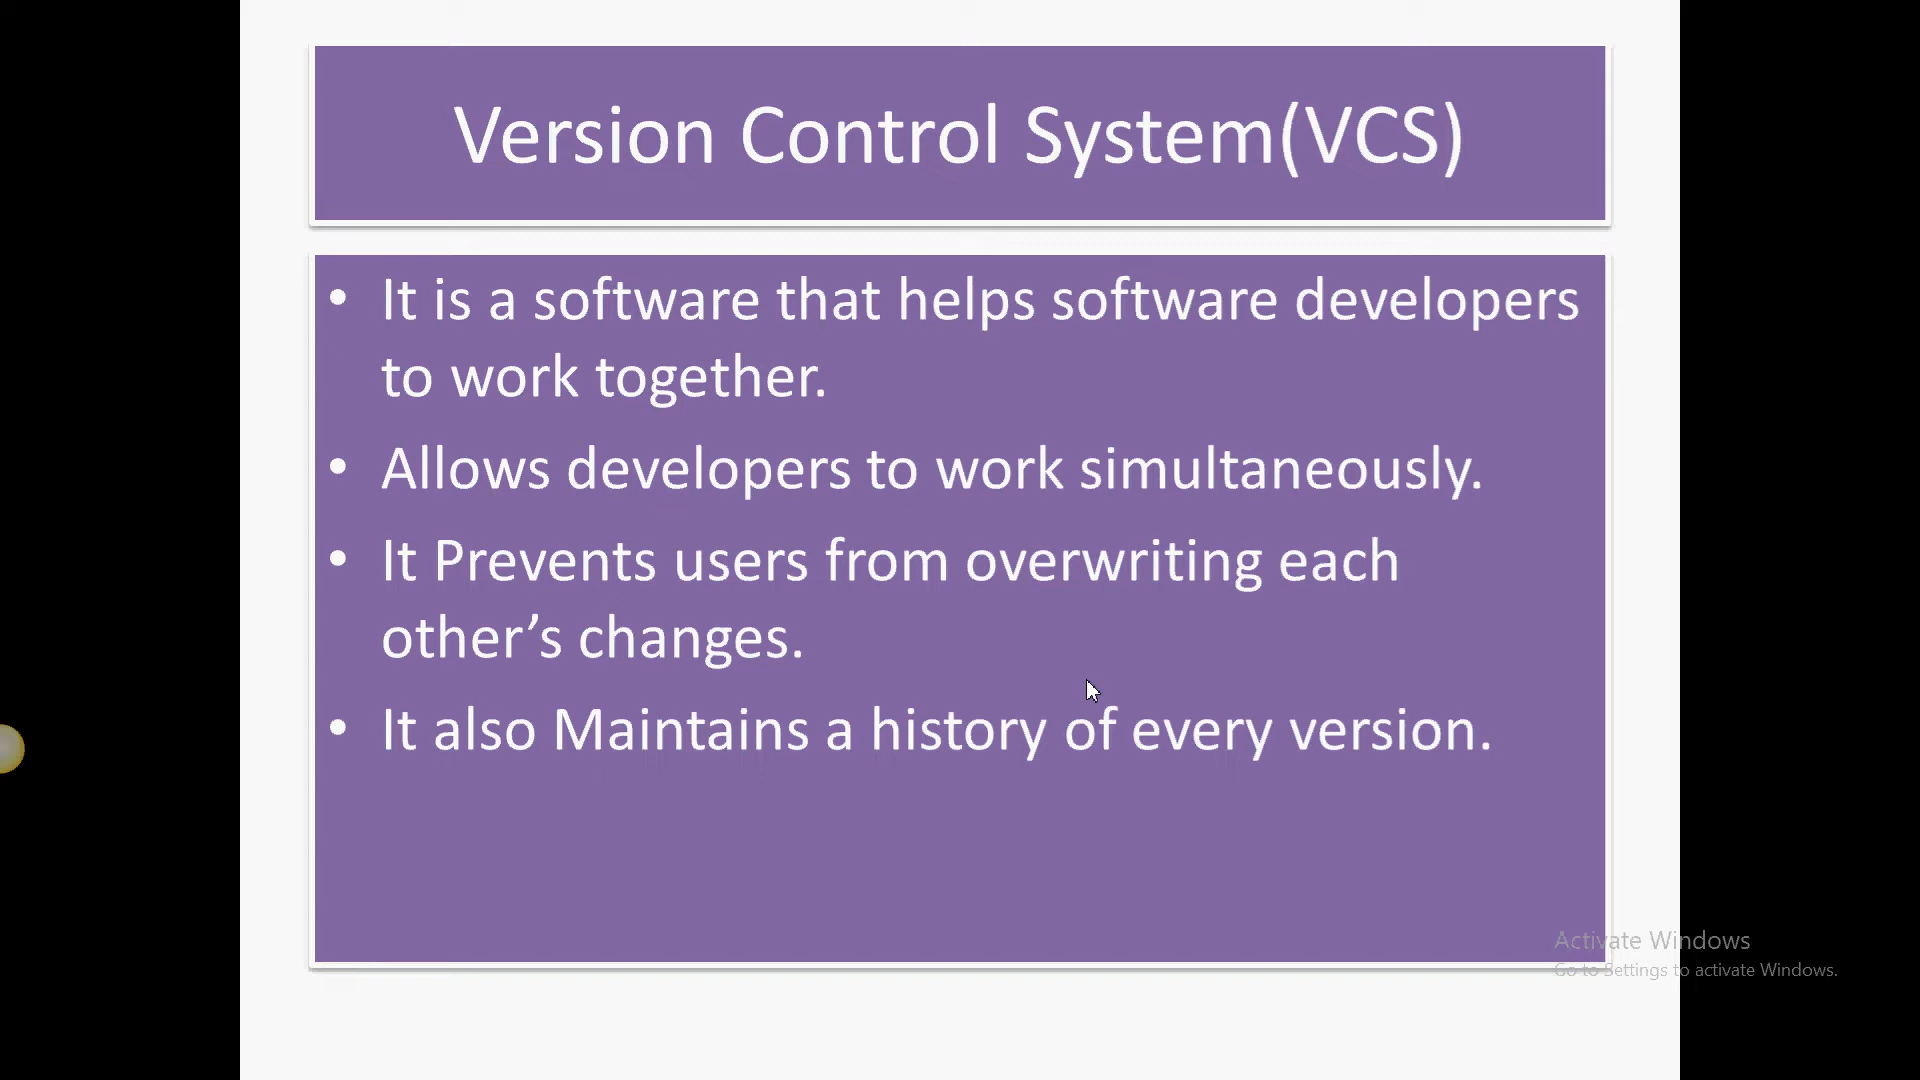 Version Control System(VCS)
• It is a software that helps software developers
to work together.
• Allows developers to work simultaneously.
• It Prevents users from overwriting each
other’s changes.
• It also Maintains a history of every version.
Activate Windows
Go to Settings to activate Windows.